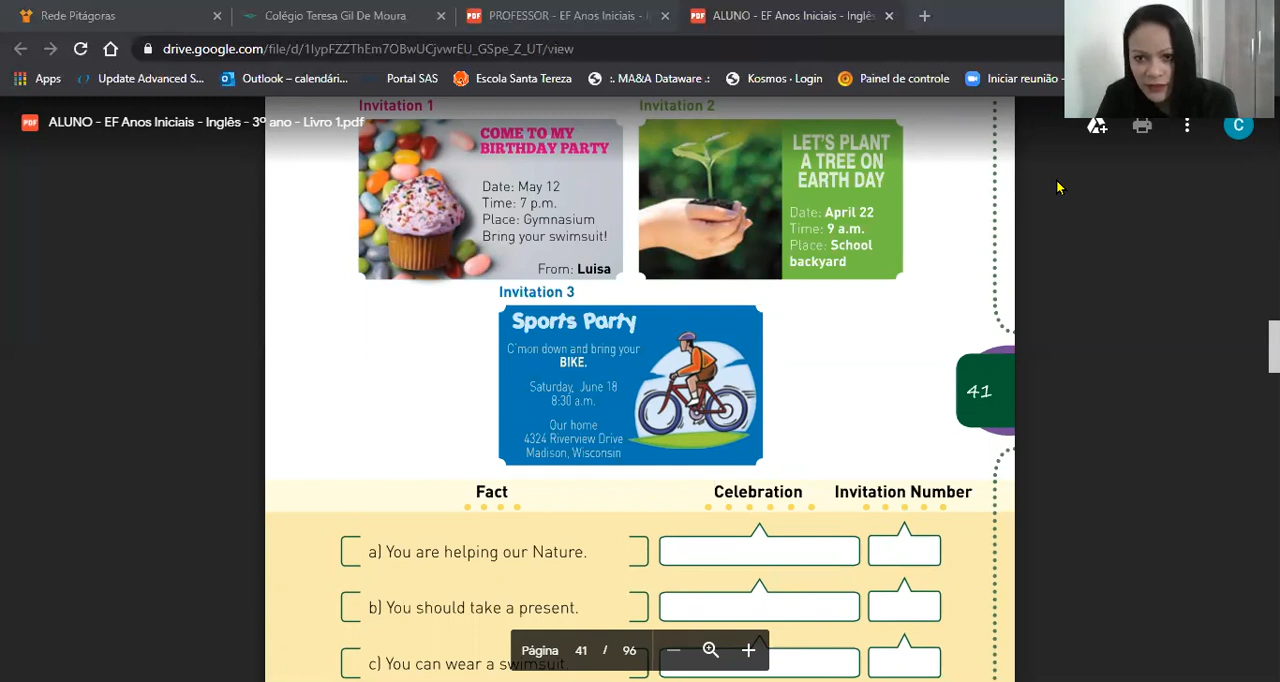 Rede Pitágoras
Colégio Teresa Gil De Moura
PROFESSOR - EF Anos Iniciais -
ALUNO - EF Anos Iniciais - Inglês
drive.google.com/file/d/1IypFZZThEm7OBwUCjvwrEU_GSpe_Z_UT/view
Apps Update Advanced S... Outlook – calendári... Portal SAS Escola Santa Tereza :. MA&A Dataware .: Kosmos · Login Painel de controle Iniciar reunião
ALUNO - EF Anos Iniciais - Inglês - 3º ano - Livro 1.pdf
C
Invitation 1
COME TO MY
BIRTHDAY PARTY
Date: May 12
Time: 7 p.m.
Place: Gymnasium
Bring your swimsuit!
From: Luisa
Invitation 2
LET'S PLANT
A TREE ON
EARTH DAY
Date: April 22
Time: 9 a.m.
Place: School
backyard
Invitation 3
Sports Party
C'mon down and bring your
BIKE.
Saturday, June 18
8:30 a.m.
Our home
4324 Riverview Drive
Madison, Wisconsin
41
Fact Celebration Invitation Number
a) You are helping our Nature.
b) You should take a present.
c) You can wear a swimsuit.
Página 41 / 96